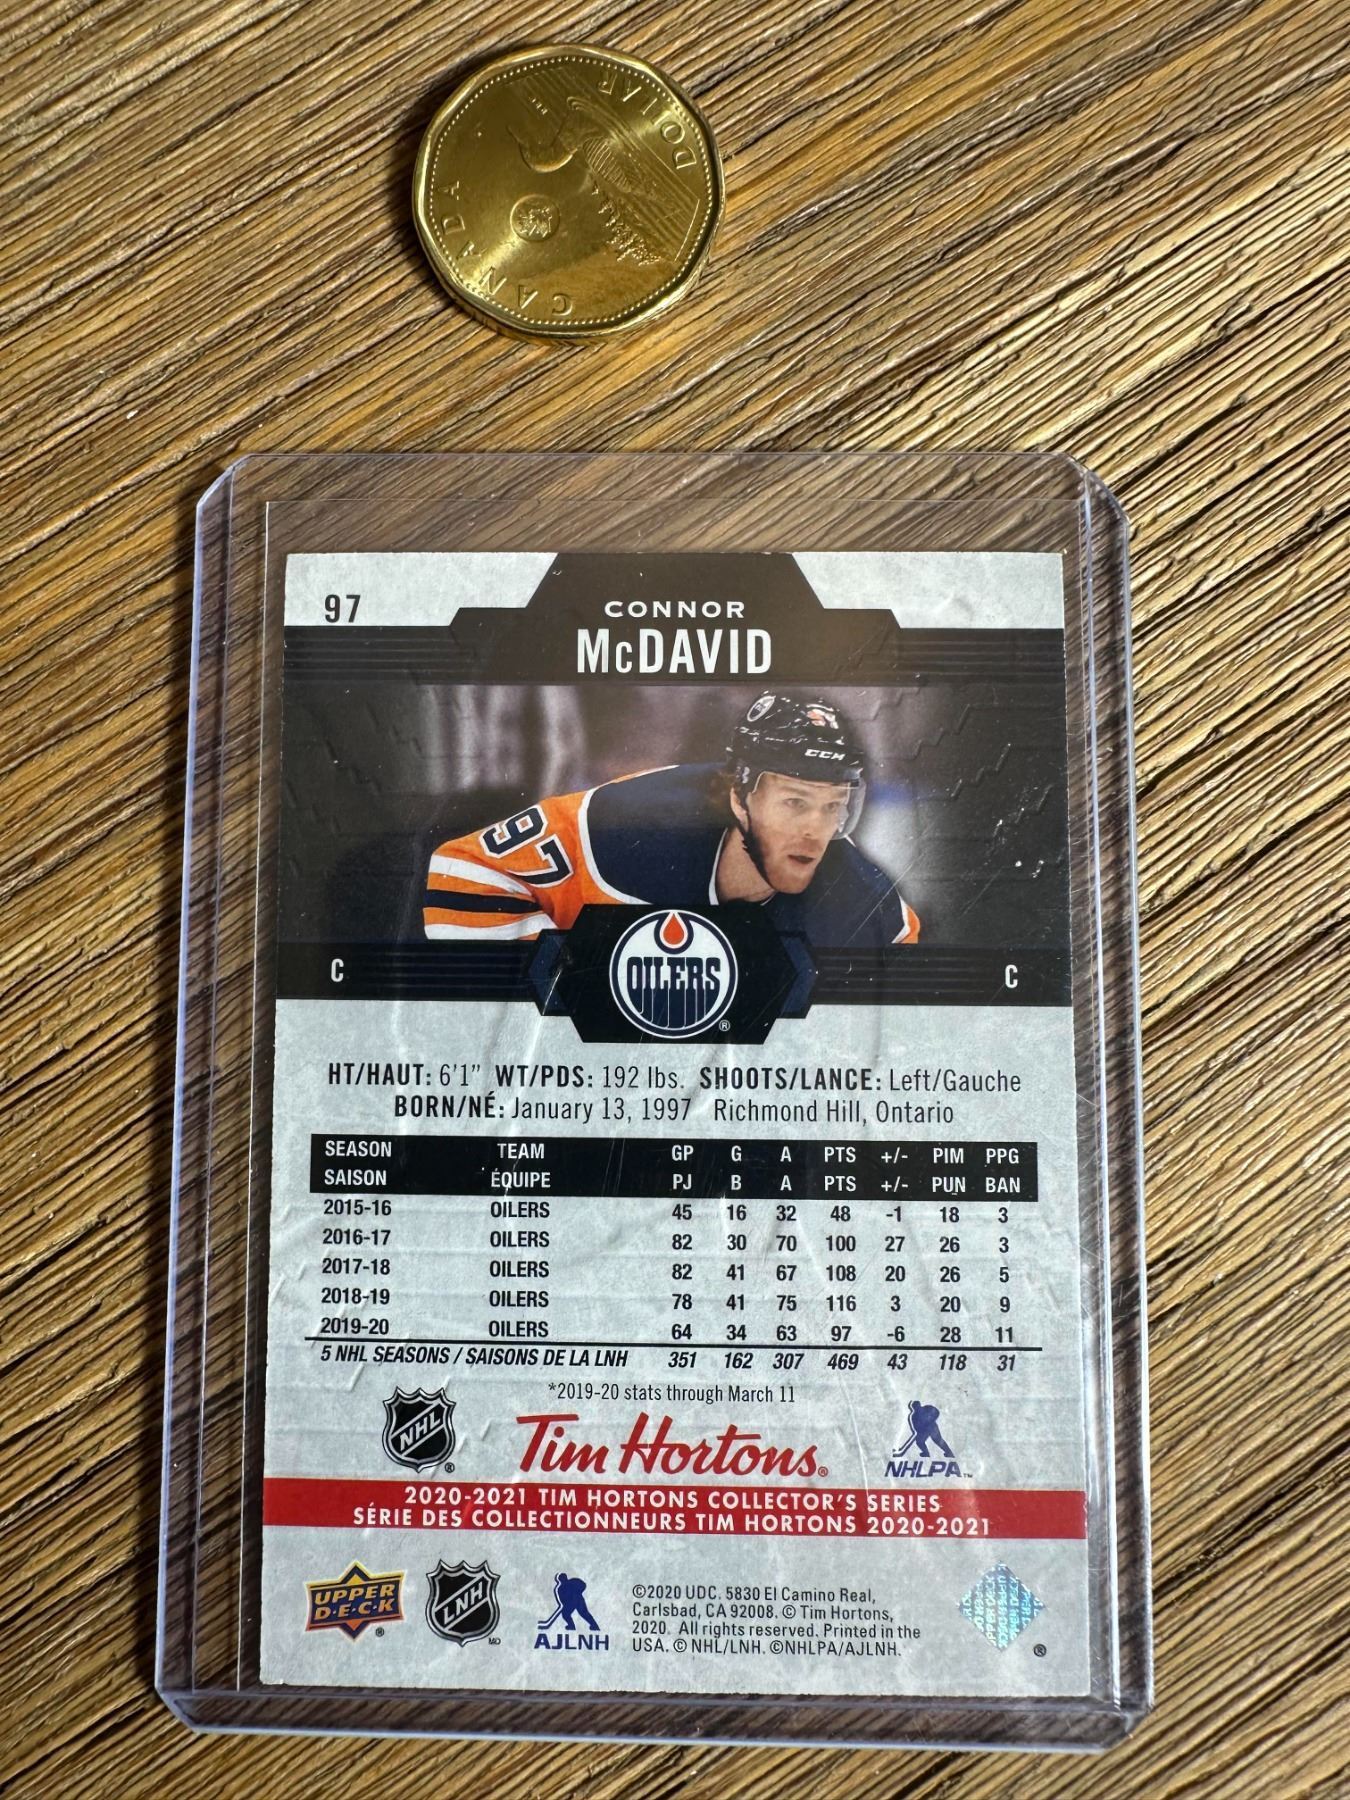 CANADA
DOLLAR
97
CONNOR
McDAVID
CCM
97
C
OILERS
®
C
HT/HAUT: 6'1" WT/PDS: 192 lbs. SHOOTS/LANCE: Left/Gauche
BORN/NÉ: January 13, 1997 Richmond Hill, Ontario
SEASON TEAM GP G A PTS +/- PIM PPG
SAISON ÉQUIPE PJ B A PTS +/- PUN BAN
2015-16 OILERS 45 16 32 48 -1 18 3
2016-17 OILERS 82 30 70 100 27 26 3
2017-18 OILERS 82 41 67 108 20 26 5
2018-19 OILERS 78 41 75 116 3 20 9
2019-20 OILERS 64 34 63 97 -6 28 11
5 NHL SEASONS / SAISONS DE LA LNH 351 162 307 469 43 118 31
*2019-20 stats through March 11
NHL ®
Tim Hortons®
NHLPA™
2020-2021 TIM HORTONS COLLECTOR'S SERIES
SÉRIE DES COLLECTIONNEURS TIM HORTONS 2020-2021
UPPER
D·E·C·K ®
LNH MD
AJLNH
©2020 UDC. 5830 El Camino Real,
Carlsbad, CA 92008. © Tim Hortons,
2020. All rights reserved. Printed in the
USA. © NHL/LNH. ©NHLPA/AJLNH.
UPPER DECK
®